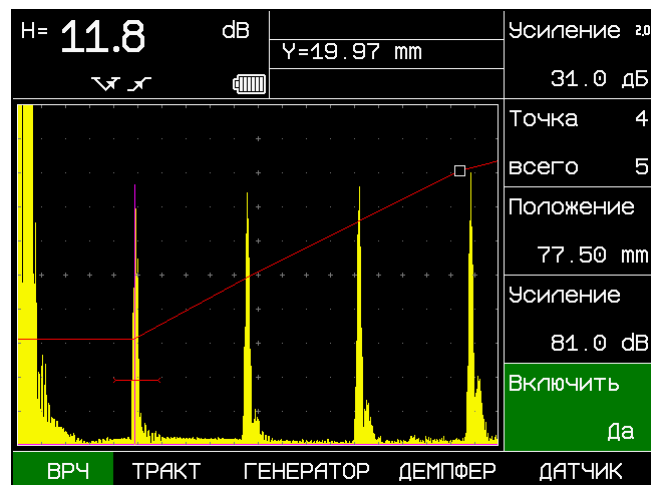 H= 11.8 dB
Y=19.97 mm
Усиление 2,0
31.0 дБ
Точка 4
всего 5
Положение
77.50 mm
Усиление
81.0 dB
Включить
Да
ВРЧ ТРАКТ ГЕНЕРАТОР ДЕМПФЕР ДАТЧИК